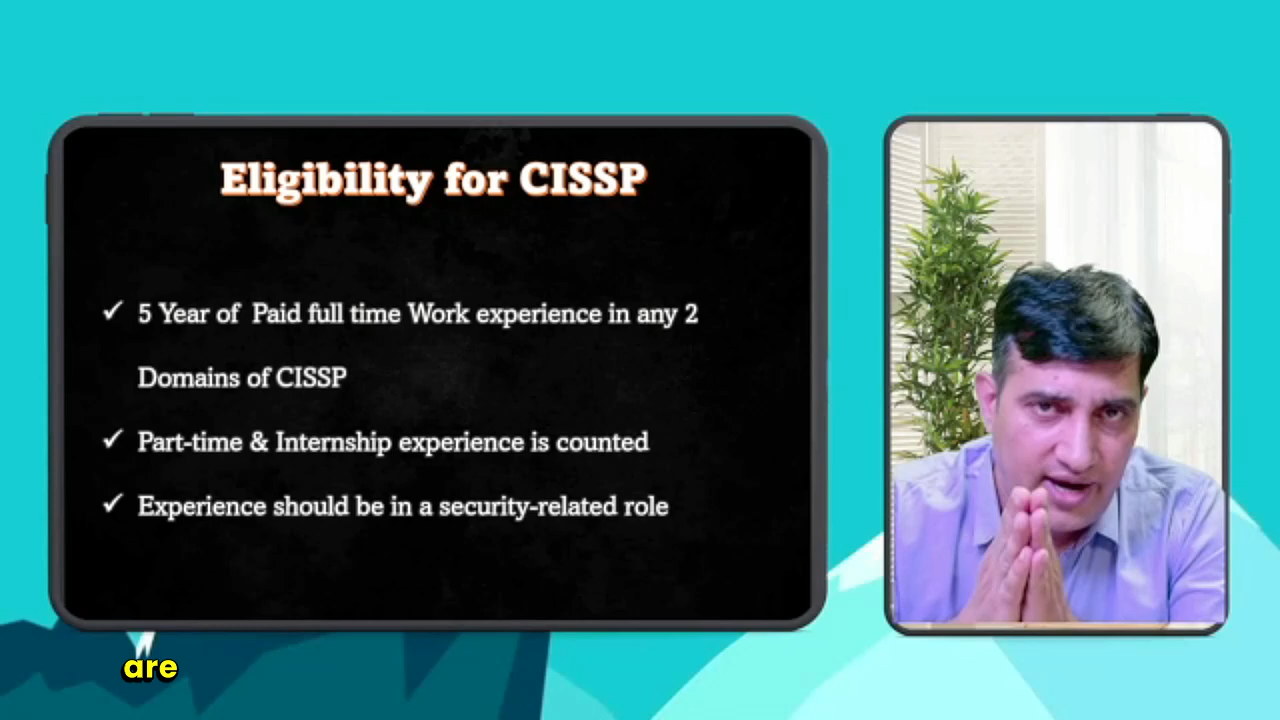 Eligibility for CISSP
✓ 5 Year of Paid full time Work experience in any 2
Domains of CISSP
✓ Part-time & Internship experience is counted
✓ Experience should be in a security-related role
are